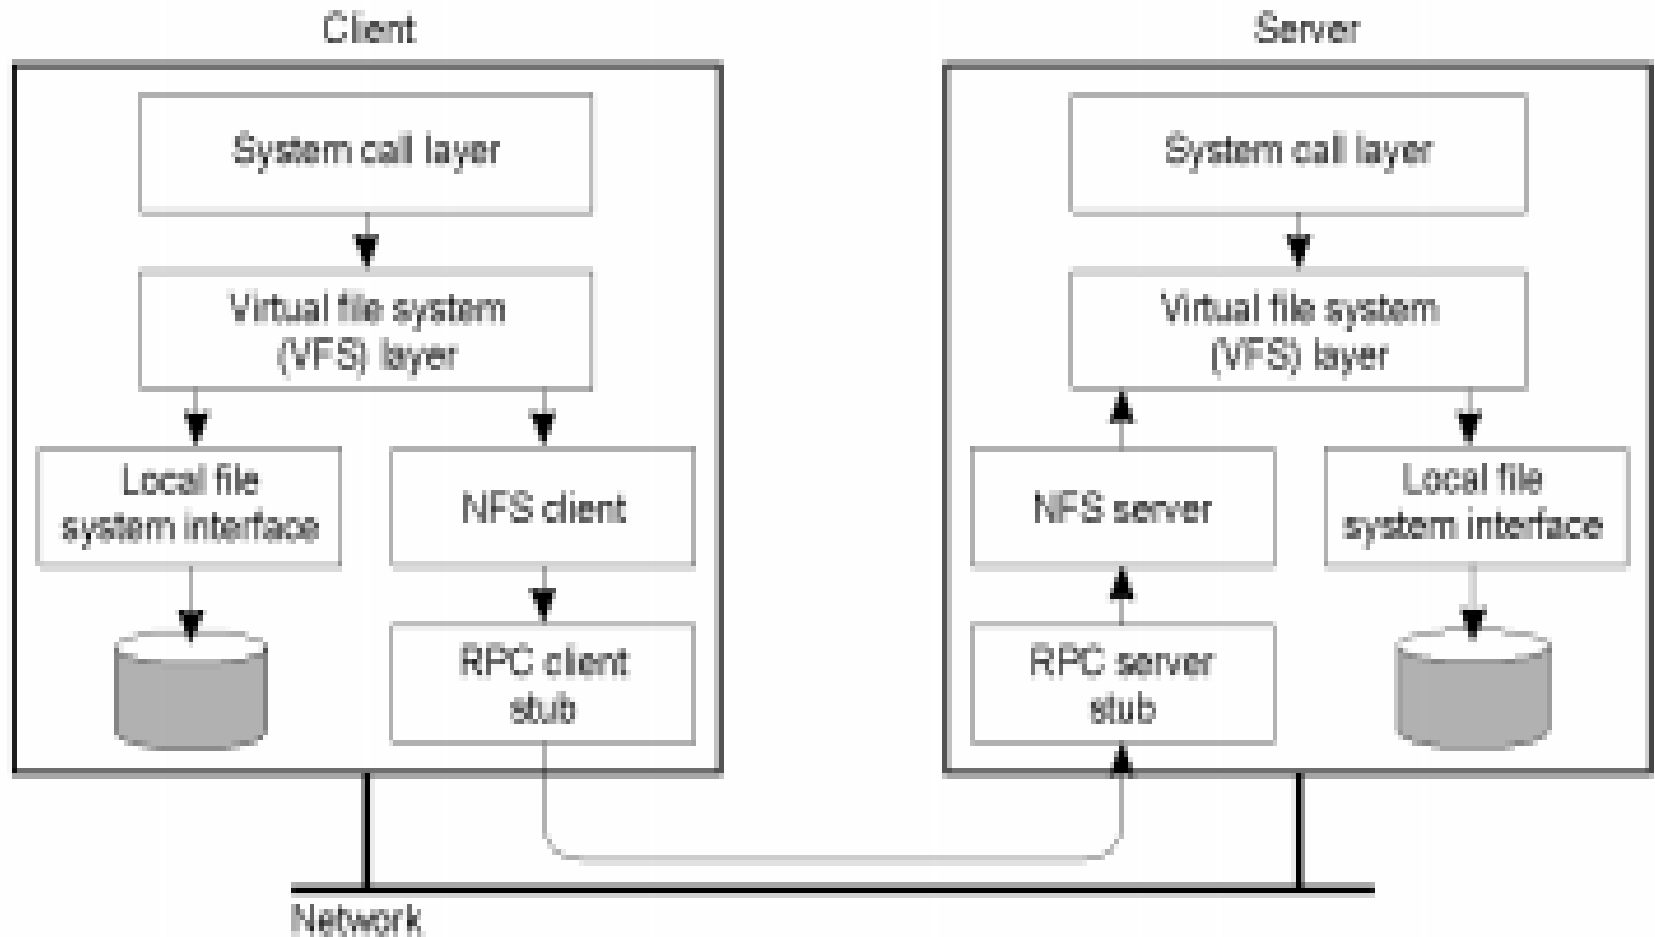 Client
System call layer
Virtual file system
(VFS) layer
Local file
system interface
NFS client
RPC client
stub
Server
System call layer
Virtual file system
(VFS) layer
NFS server
Local file
system interface
RPC server
stub
Network